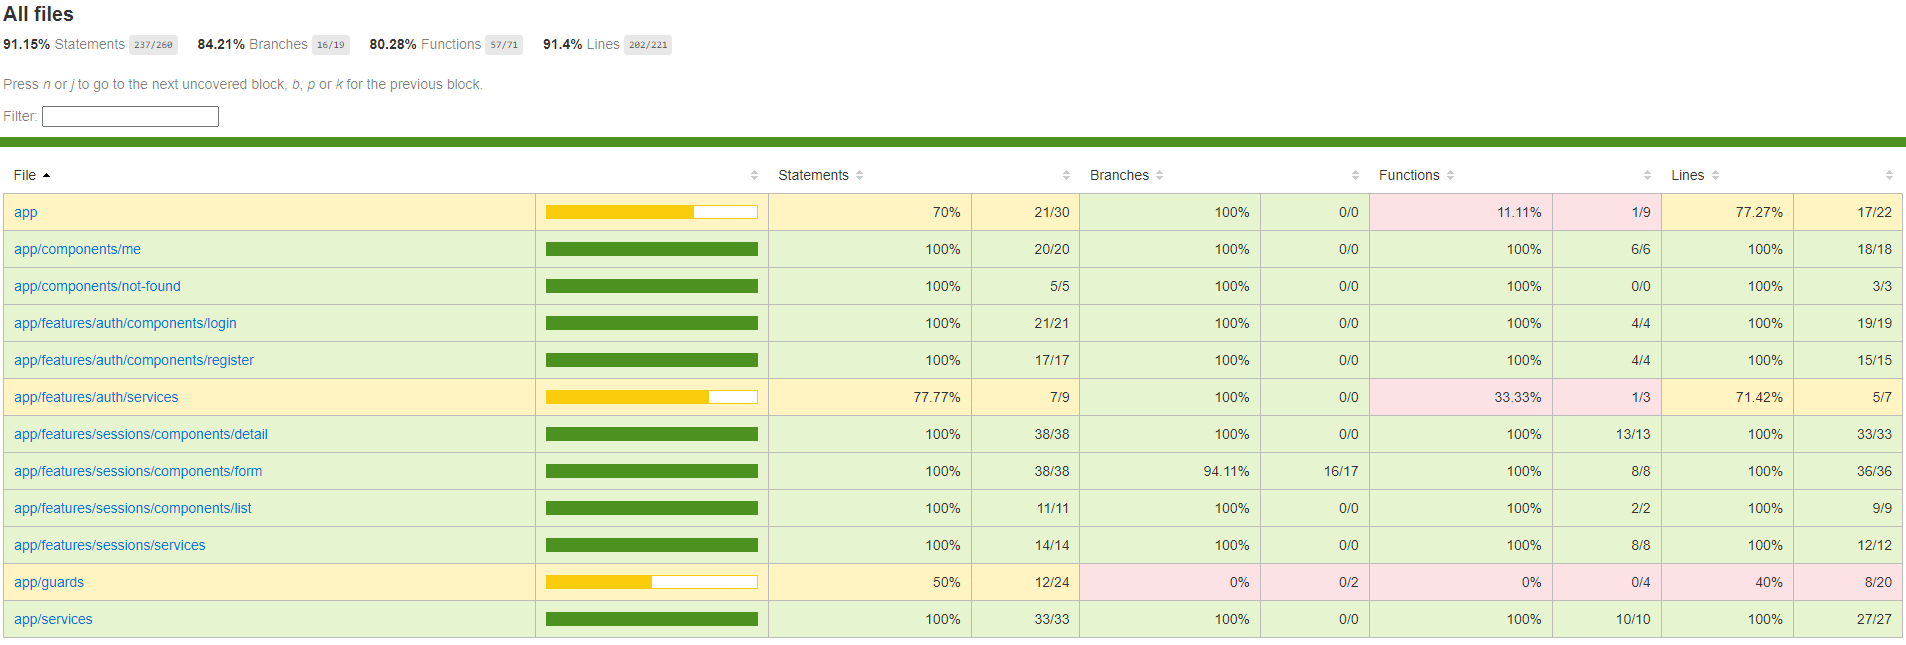 All files
91.15% Statements 237/260 84.21% Branches 16/19 80.28% Functions 57/71 91.4% Lines 202/221
Press n or j to go to the next uncovered block, b, p or k for the previous block.
Filter:
File Statements Branches Functions Lines
app 70% 21/30 100% 0/0 11.11% 1/9 77.27% 17/22
app/components/me 100% 20/20 100% 0/0 100% 6/6 100% 18/18
app/components/not-found 100% 5/5 100% 0/0 100% 0/0 100% 3/3
app/features/auth/components/login 100% 21/21 100% 0/0 100% 4/4 100% 19/19
app/features/auth/components/register 100% 17/17 100% 0/0 100% 4/4 100% 15/15
app/features/auth/services 77.77% 7/9 100% 0/0 33.33% 1/3 71.42% 5/7
app/features/sessions/components/detail 100% 38/38 100% 0/0 100% 13/13 100% 33/33
app/features/sessions/components/form 100% 38/38 94.11% 16/17 100% 8/8 100% 36/36
app/features/sessions/components/list 100% 11/11 100% 0/0 100% 2/2 100% 9/9
app/features/sessions/services 100% 14/14 100% 0/0 100% 8/8 100% 12/12
app/guards 50% 12/24 0% 0/2 0% 0/4 40% 8/20
app/services 100% 33/33 100% 0/0 100% 10/10 100% 27/27